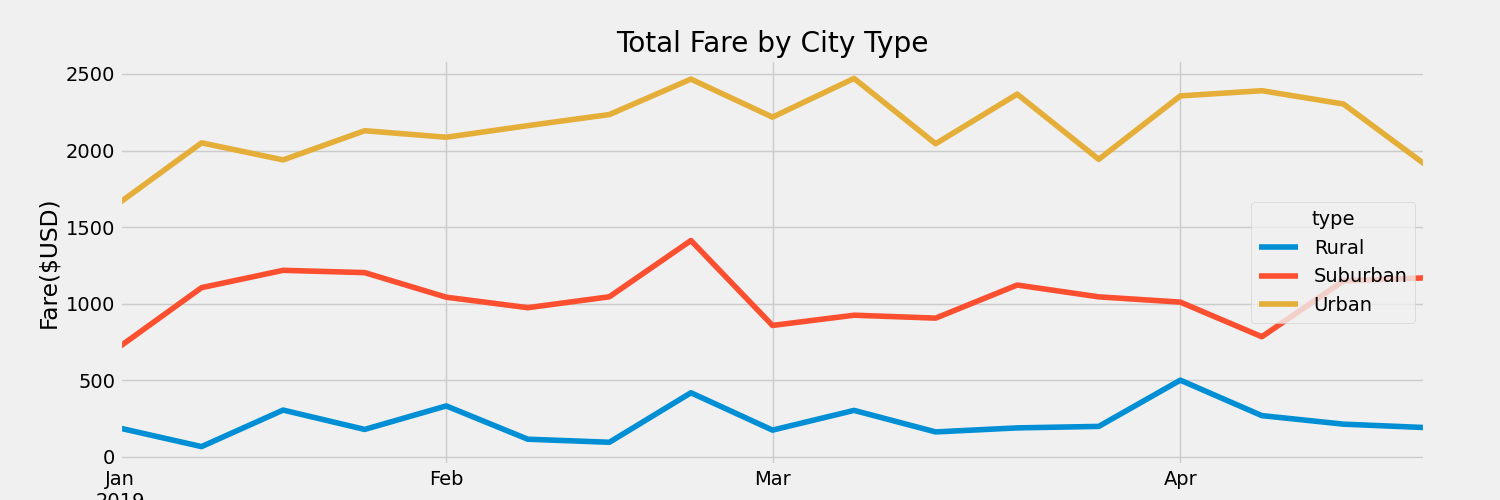 Total Fare by City Type
Fare($USD)
2500
2000
1500
1000
500
0
type
Rural
Suburban
Urban
Jan
Feb
Mar
Apr
2019